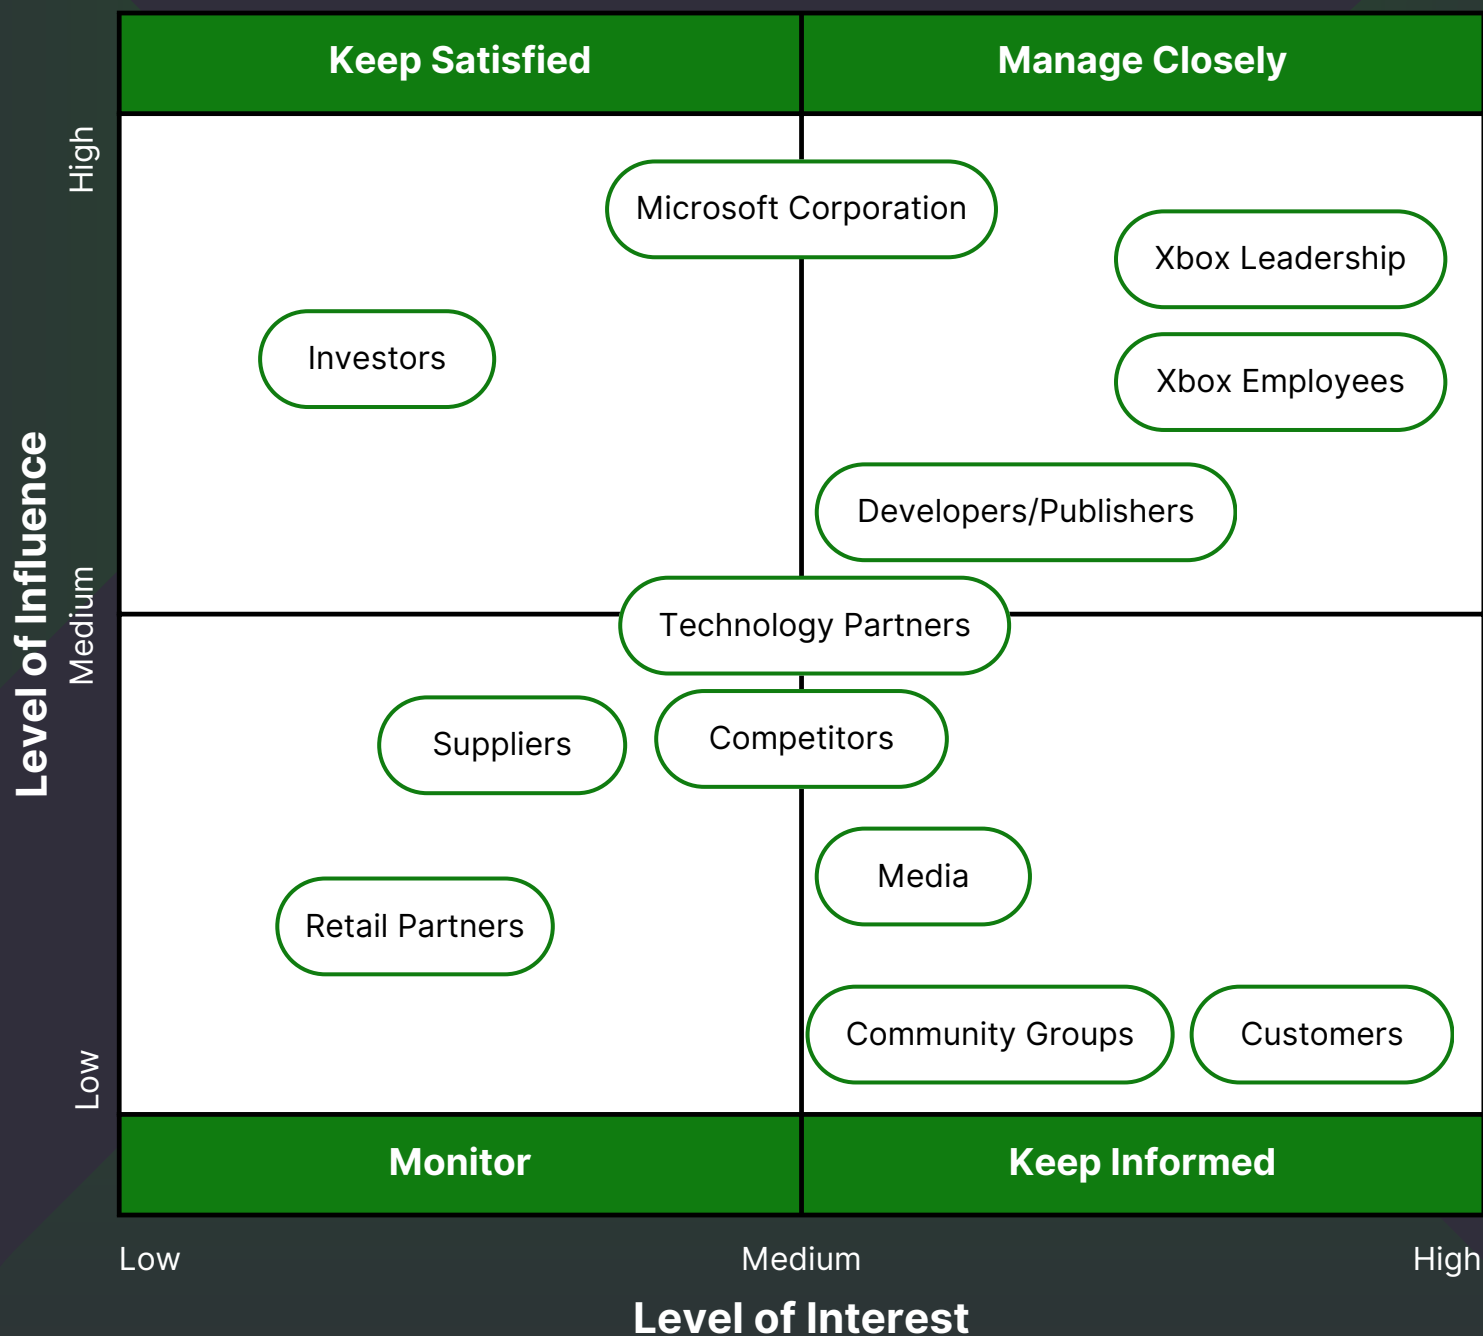 Keep Satisfied
Manage Closely
High
Microsoft Corporation
Xbox Leadership
Investors
Xbox Employees
Level of Influence
Developers/Publishers
Medium
Technology Partners
Suppliers
Competitors
Media
Retail Partners
Community Groups
Customers
Low
Monitor
Keep Informed
Low
Medium
High
Level of Interest